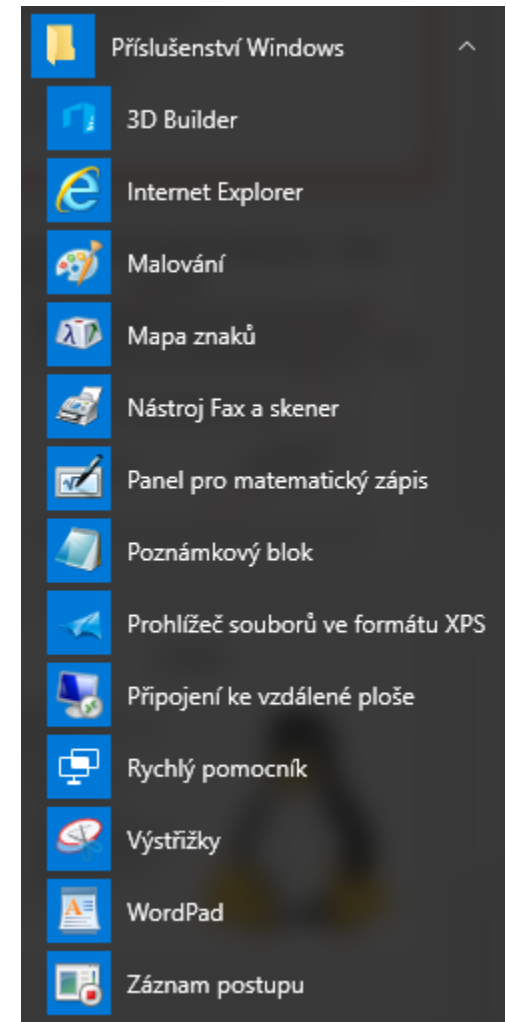 Příslušenství Windows
3D Builder
Internet Explorer
Malování
Mapa znaků
Nástroj Fax a skener
Panel pro matematický zápis
Poznámkový blok
Prohlížeč souborů ve formátu XPS
Připojení ke vzdálené ploše
Rychlý pomocník
Výstřižky
WordPad
Záznam postupu